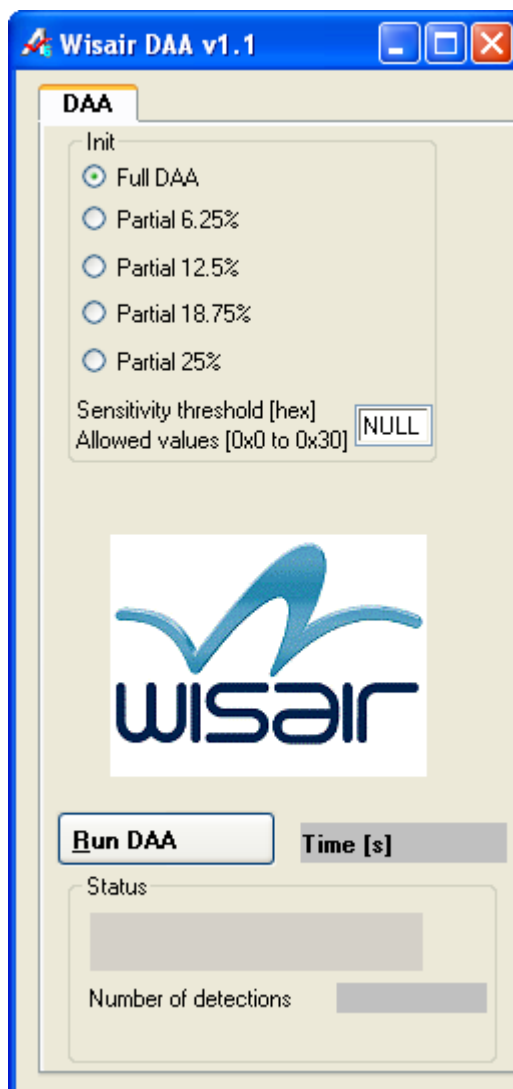 Wisair DAA v1.1
DAA
Init
Full DAA
Partial 6.25%
Partial 12.5%
Partial 18.75%
Partial 25%
Sensitivity threshold [hex]
Allowed values [0x0 to 0x30]
NULL
wisair
Run DAA
Time [s]
Status
Number of detections